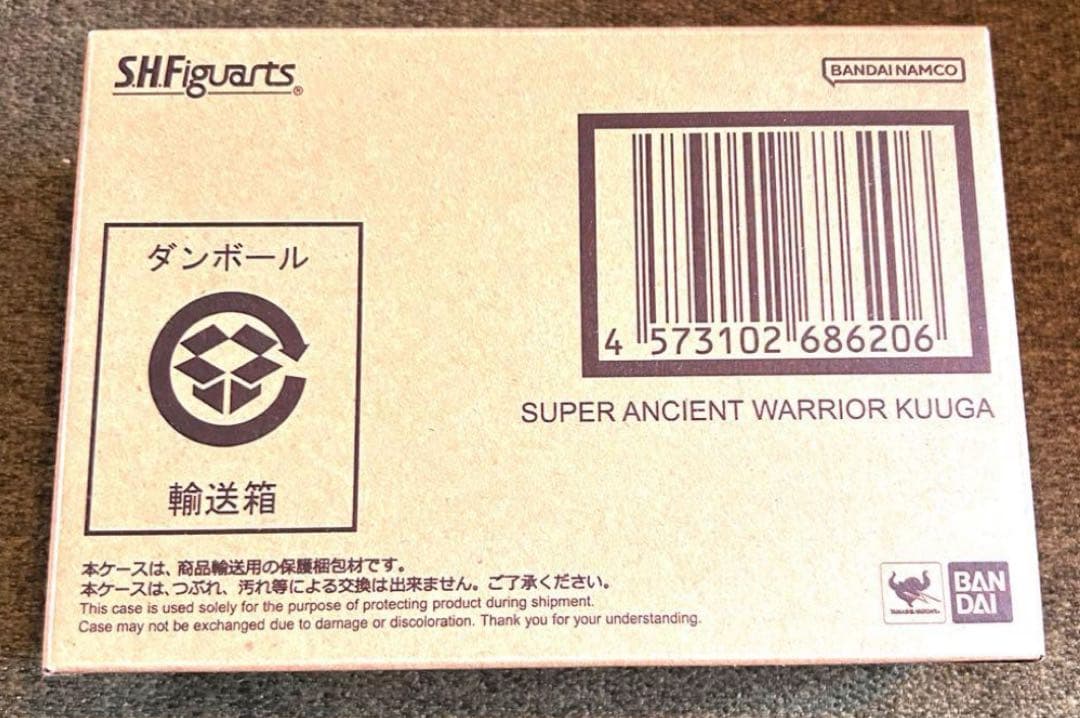 S.H.Figuarts®
BANDAI NAMCO
4 573102 686206
SUPER ANCIENT WARRIOR KUUGA
ダンボール
輸送箱
本ケースは、商品輸送用の保護梱包材です。
本ケースは、つぶれ、汚れ等による交換は出来ません。ご了承ください。
This case is used solely for the purpose of protecting product during shipment.
Case may not be exchanged due to damage or discoloration. Thank you for your understanding.
BAN
DAI